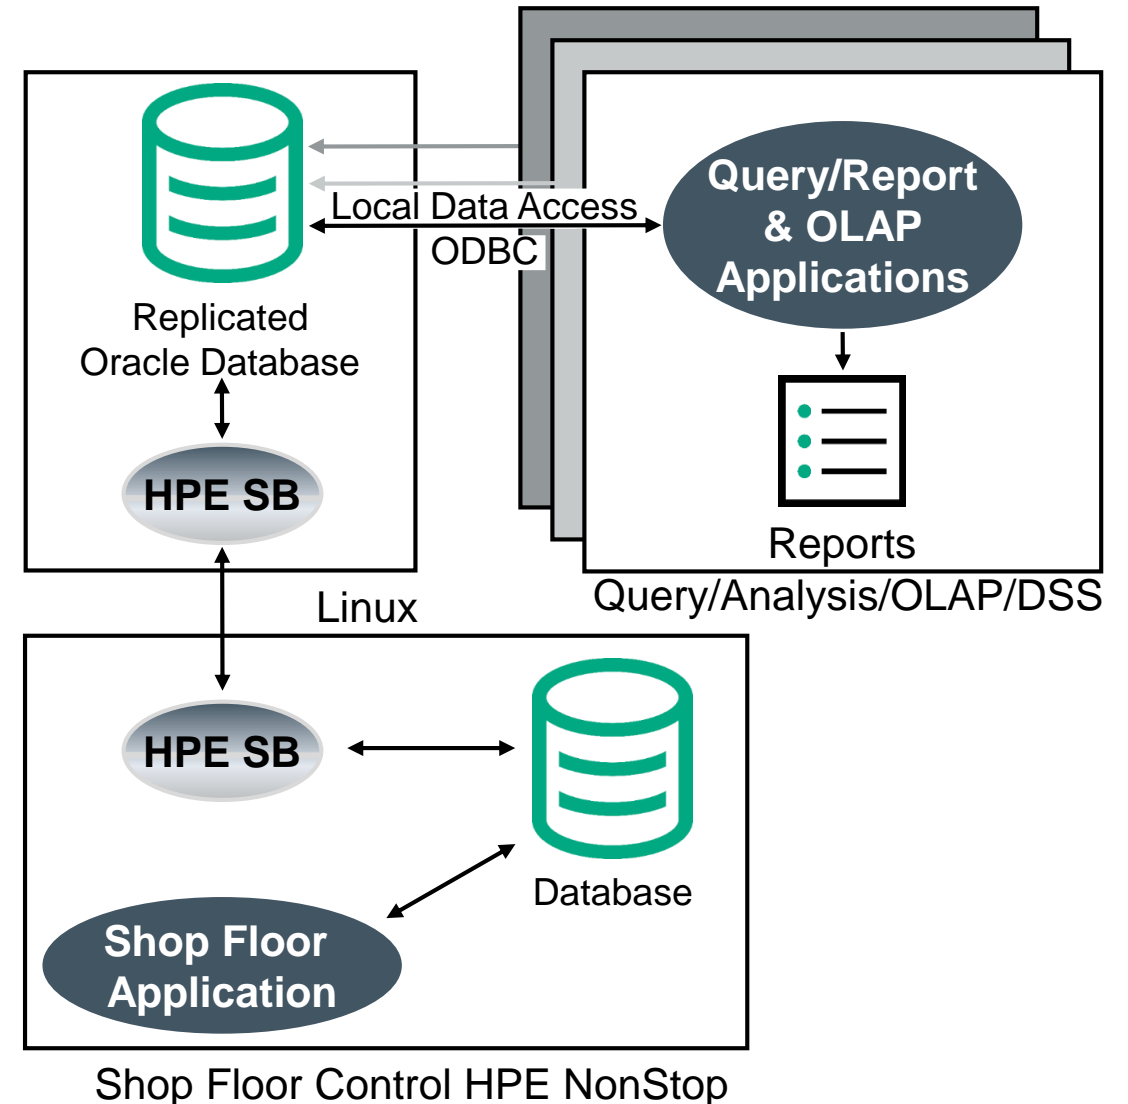 Replicated
Oracle Database
HPE SB
Linux
Local Data Access
ODBC
Query/Report
& OLAP
Applications
Reports
Query/Analysis/OLAP/DSS
HPE SB
Database
Shop Floor
Application
Shop Floor Control HPE NonStop